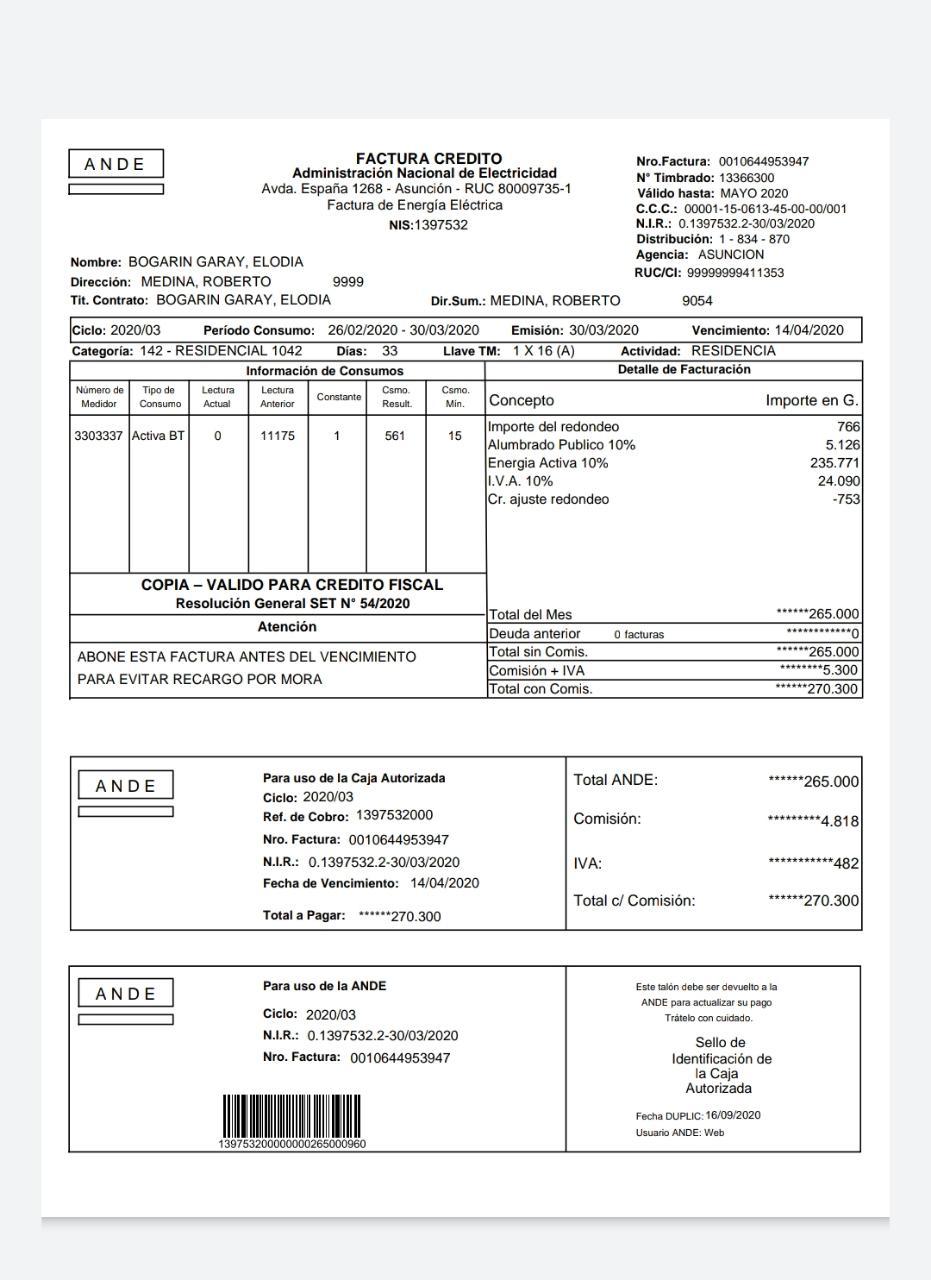 ANDE
FACTURA CREDITO
Administración Nacional de Electricidad
Avda. España 1268 - Asunción - RUC 80009735-1
Factura de Energía Eléctrica
NIS:1397532
Nro.Factura: 0010644953947
N° Timbrado: 13366300
Válido hasta: MAYO 2020
C.C.C.: 00001-15-0613-45-00-00/001
N.I.R.: 0.1397532.2-30/03/2020
Distribución: 1 - 834 - 870
Agencia: ASUNCION
RUC/CI: 99999999411353
Nombre: BOGARIN GARAY, ELODIA
Dirección: MEDINA, ROBERTO 9999
Tit. Contrato: BOGARIN GARAY, ELODIA Dir.Sum.: MEDINA, ROBERTO 9054
Ciclo: 2020/03 Período Consumo: 26/02/2020 - 30/03/2020 Emisión: 30/03/2020 Vencimiento: 14/04/2020
Categoría: 142 - RESIDENCIAL 1042 Días: 33 Llave TM: 1 X 16 (A) Actividad: RESIDENCIA
Información de Consumos
Número de Medidor Tipo de Consumo Lectura Actual Lectura Anterior Constante Csmo. Result. Csmo. Mín.
3303337 Activa BT 0 11175 1 561 15
COPIA – VALIDO PARA CREDITO FISCAL
Resolución General SET N° 54/2020
Atención
ABONE ESTA FACTURA ANTES DEL VENCIMIENTO
PARA EVITAR RECARGO POR MORA
Detalle de Facturación
Concepto Importe en G.
Importe del redondeo 766
Alumbrado Publico 10% 5.126
Energia Activa 10% 235.771
I.V.A. 10% 24.090
Cr. ajuste redondeo -753
Total del Mes ******265.000
Deuda anterior 0 facturas ************0
Total sin Comis. ******265.000
Comisión + IVA ********5.300
Total con Comis. ******270.300
ANDE
Para uso de la Caja Autorizada
Ciclo: 2020/03
Ref. de Cobro: 1397532000
Nro. Factura: 0010644953947
N.I.R.: 0.1397532.2-30/03/2020
Fecha de Vencimiento: 14/04/2020
Total a Pagar: ******270.300
Total ANDE: ******265.000
Comisión: *********4.818
IVA: ***********482
Total c/ Comisión: ******270.300
ANDE
Para uso de la ANDE
Ciclo: 2020/03
N.I.R.: 0.1397532.2-30/03/2020
Nro. Factura: 0010644953947
1397532000000000265000960
Este talón debe ser devuelto a la
ANDE para actualizar su pago
Trátelo con cuidado.
Sello de
Identificación de
la Caja
Autorizada
Fecha DUPLIC: 16/09/2020
Usuario ANDE: Web